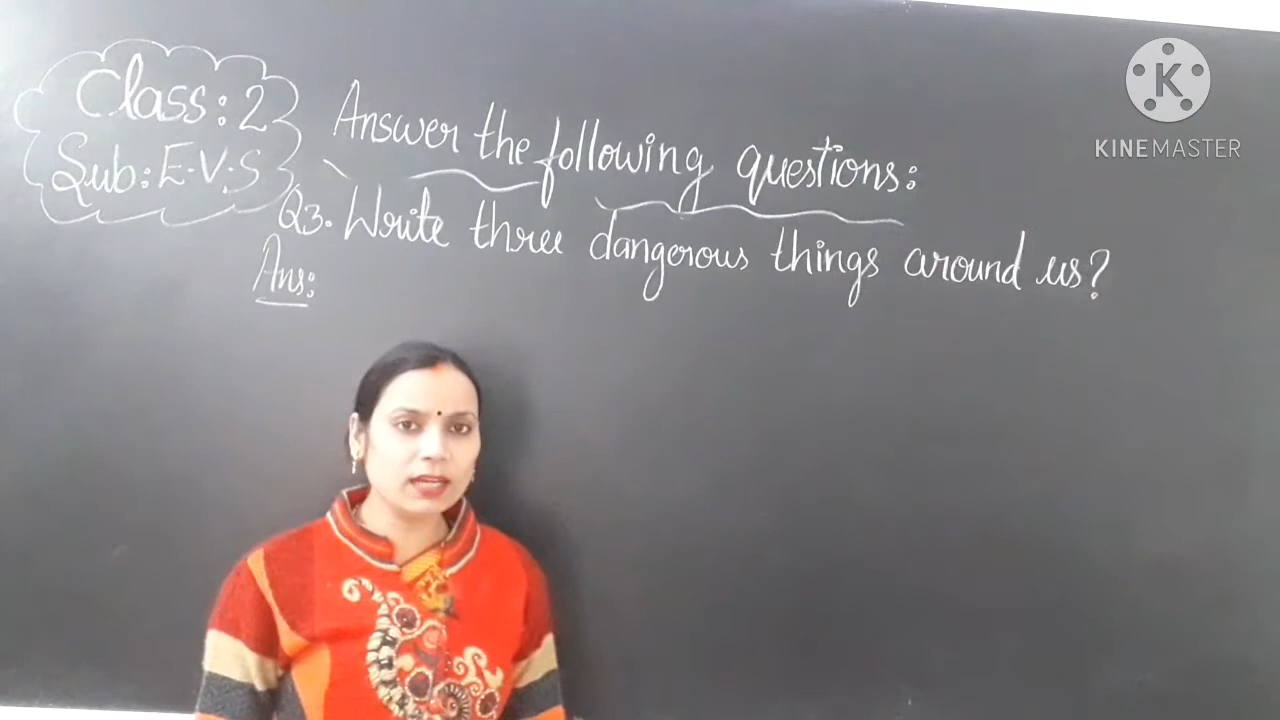 Class: 2
Sub: E.V.S
Answer the following questions:
Q3. Write three dangerous things around us?
Ans:
K
KINEMASTER